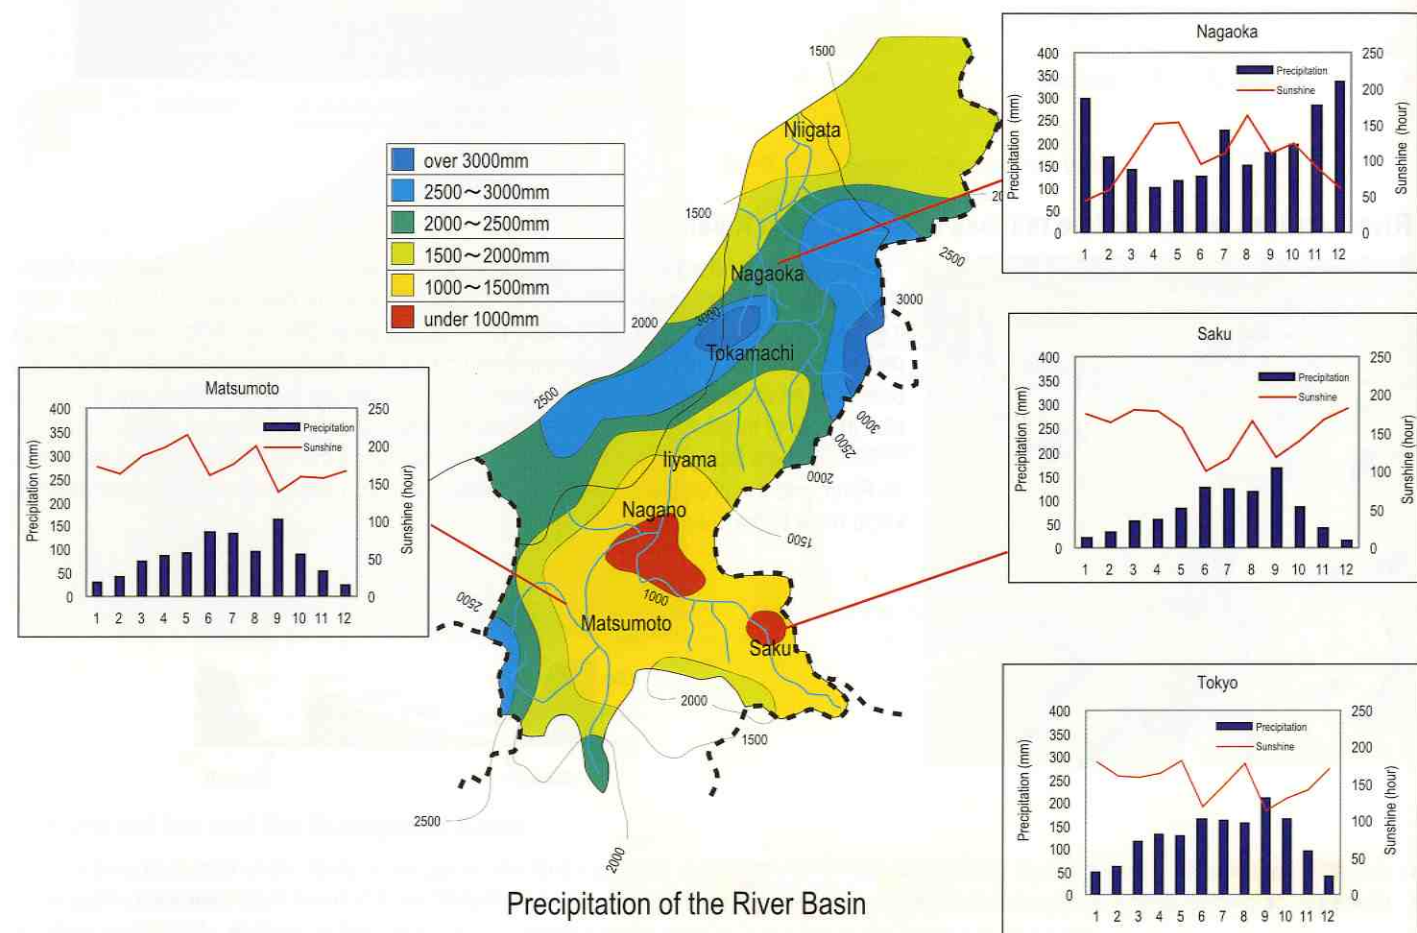 Nagaoka
400
350
300
250
200
150
100
50
0
Precipitation (mm)
250
200
150
100
50
0
Sunshine (hour)
Precipitation
Sunshine
1 2 3 4 5 6 7 8 9 10 11 12
over 3000mm
2500～3000mm
2000～2500mm
1500～2000mm
1000～1500mm
under 1000mm
1500
Niigata
1500
2500
Nagaoka
3000
2000
3000
Tokamachi
2500
3000
2500
2000
Iiyama
Nagano
1500
1000
2500
Matsumoto
Saku
2000
1500
2500
2000
Saku
400
350
300
250
200
150
100
50
0
Precipitation (mm)
250
200
150
100
50
0
Sunshine (hour)
Precipitation
Sunshine
1 2 3 4 5 6 7 8 9 10 11 12
Matsumoto
400
350
300
250
200
150
100
50
0
Precipitation (mm)
250
200
150
100
50
0
Sunshine (hour)
Precipitation
Sunshine
1 2 3 4 5 6 7 8 9 10 11 12
Tokyo
400
350
300
250
200
150
100
50
0
Precipitation (mm)
250
200
150
100
50
0
Sunshine (hour)
Precipitation
Sunshine
1 2 3 4 5 6 7 8 9 10 11 12
Precipitation of the River Basin